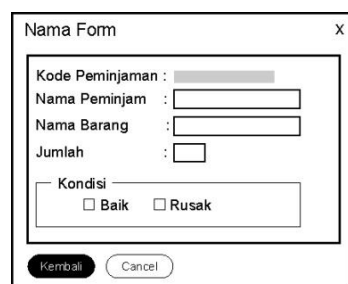 Nama Form X
Kode Peminjaman :
Nama Peminjam :
Nama Barang :
Jumlah :
Kondisi
Baik Rusak
Kembali Cancel